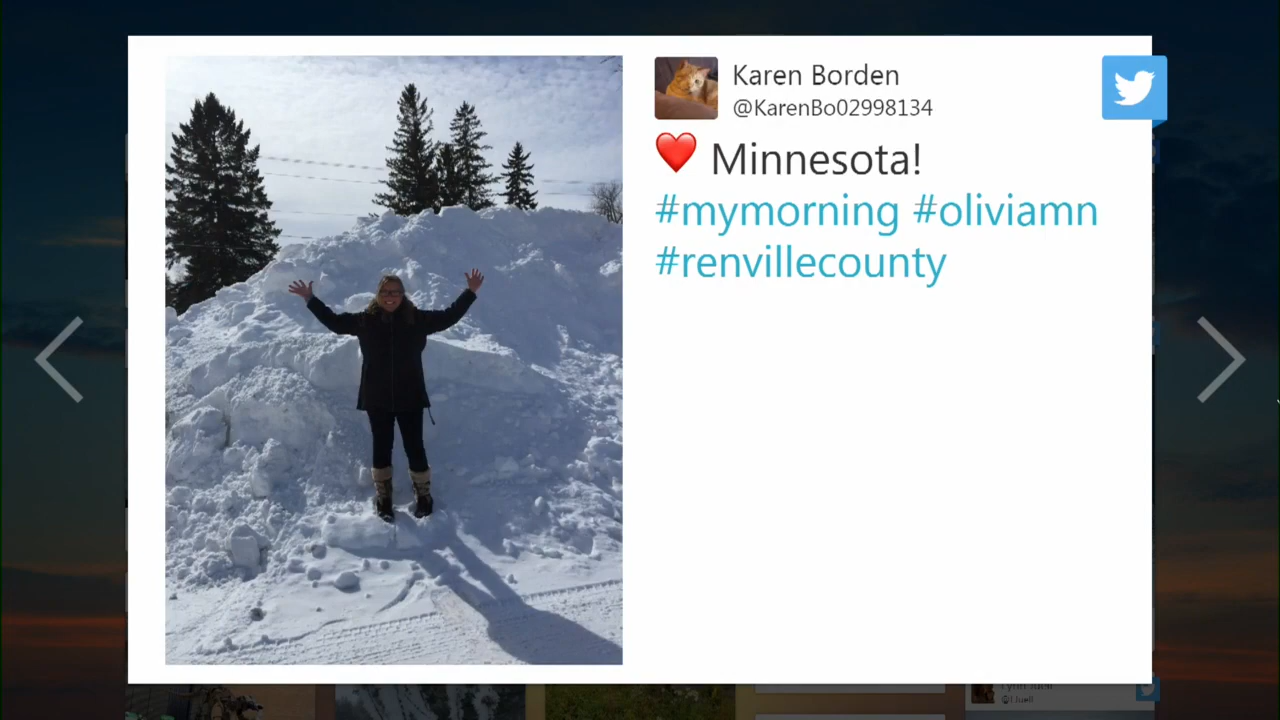 Karen Borden
@KarenBo02998134
❤️ Minnesota!
#mymorning #oliviamn
#renvillecounty